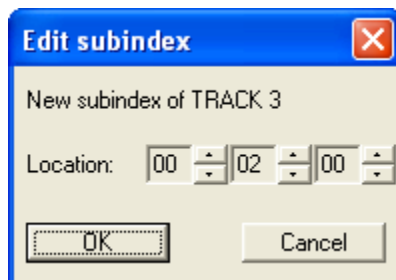 Edit subindex
New subindex of TRACK 3
Location: 00 02 00
OK Cancel